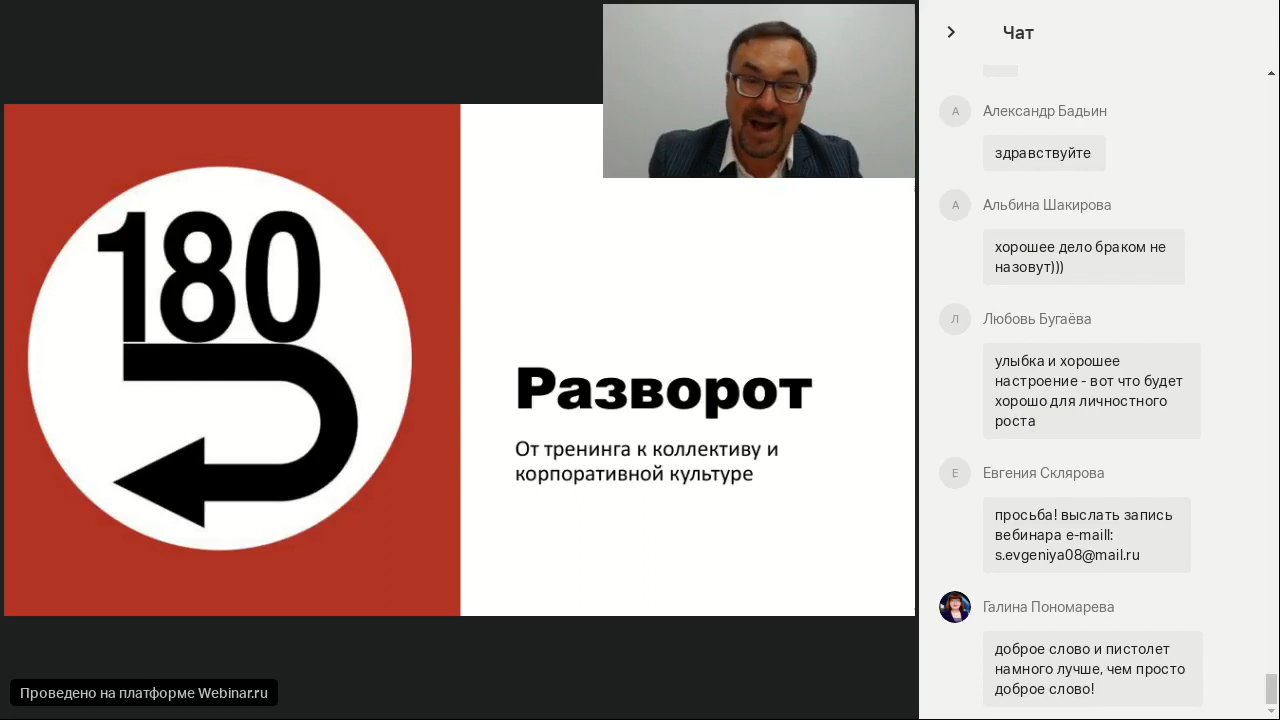 180
Разворот
От тренинга к коллективу и
корпоративной культуре
Проведено на платформе Webinar.ru
Чат
А
Александр Бадьин
здравствуйте
А
Альбина Шакирова
хорошее дело браком не
назовут)))
Л
Любовь Бугаёва
улыбка и хорошее
настроение - вот что будет
хорошо для личностного
роста
Е
Евгения Склярова
просьба! выслать запись
вебинара e-maill:
s.evgeniya08@mail.ru
Галина Пономарева
доброе слово и пистолет
намного лучше, чем просто
доброе слово!